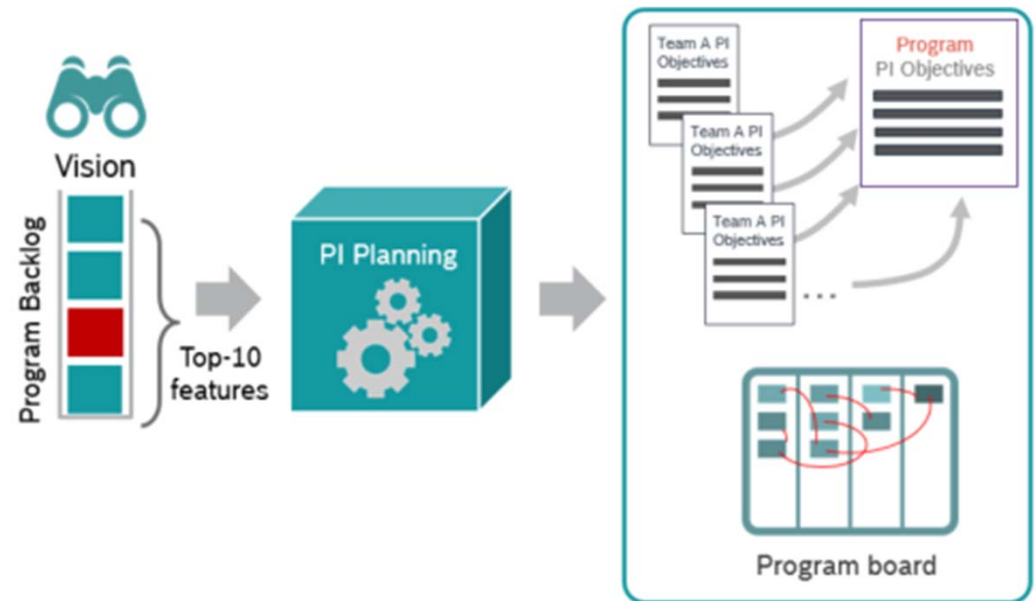 Vision
Program Backlog
Top-10
features
PI Planning
Team A PI
Objectives
Team A PI
Objectives
Team A PI
Objectives
...
Program
PI Objectives
Program board